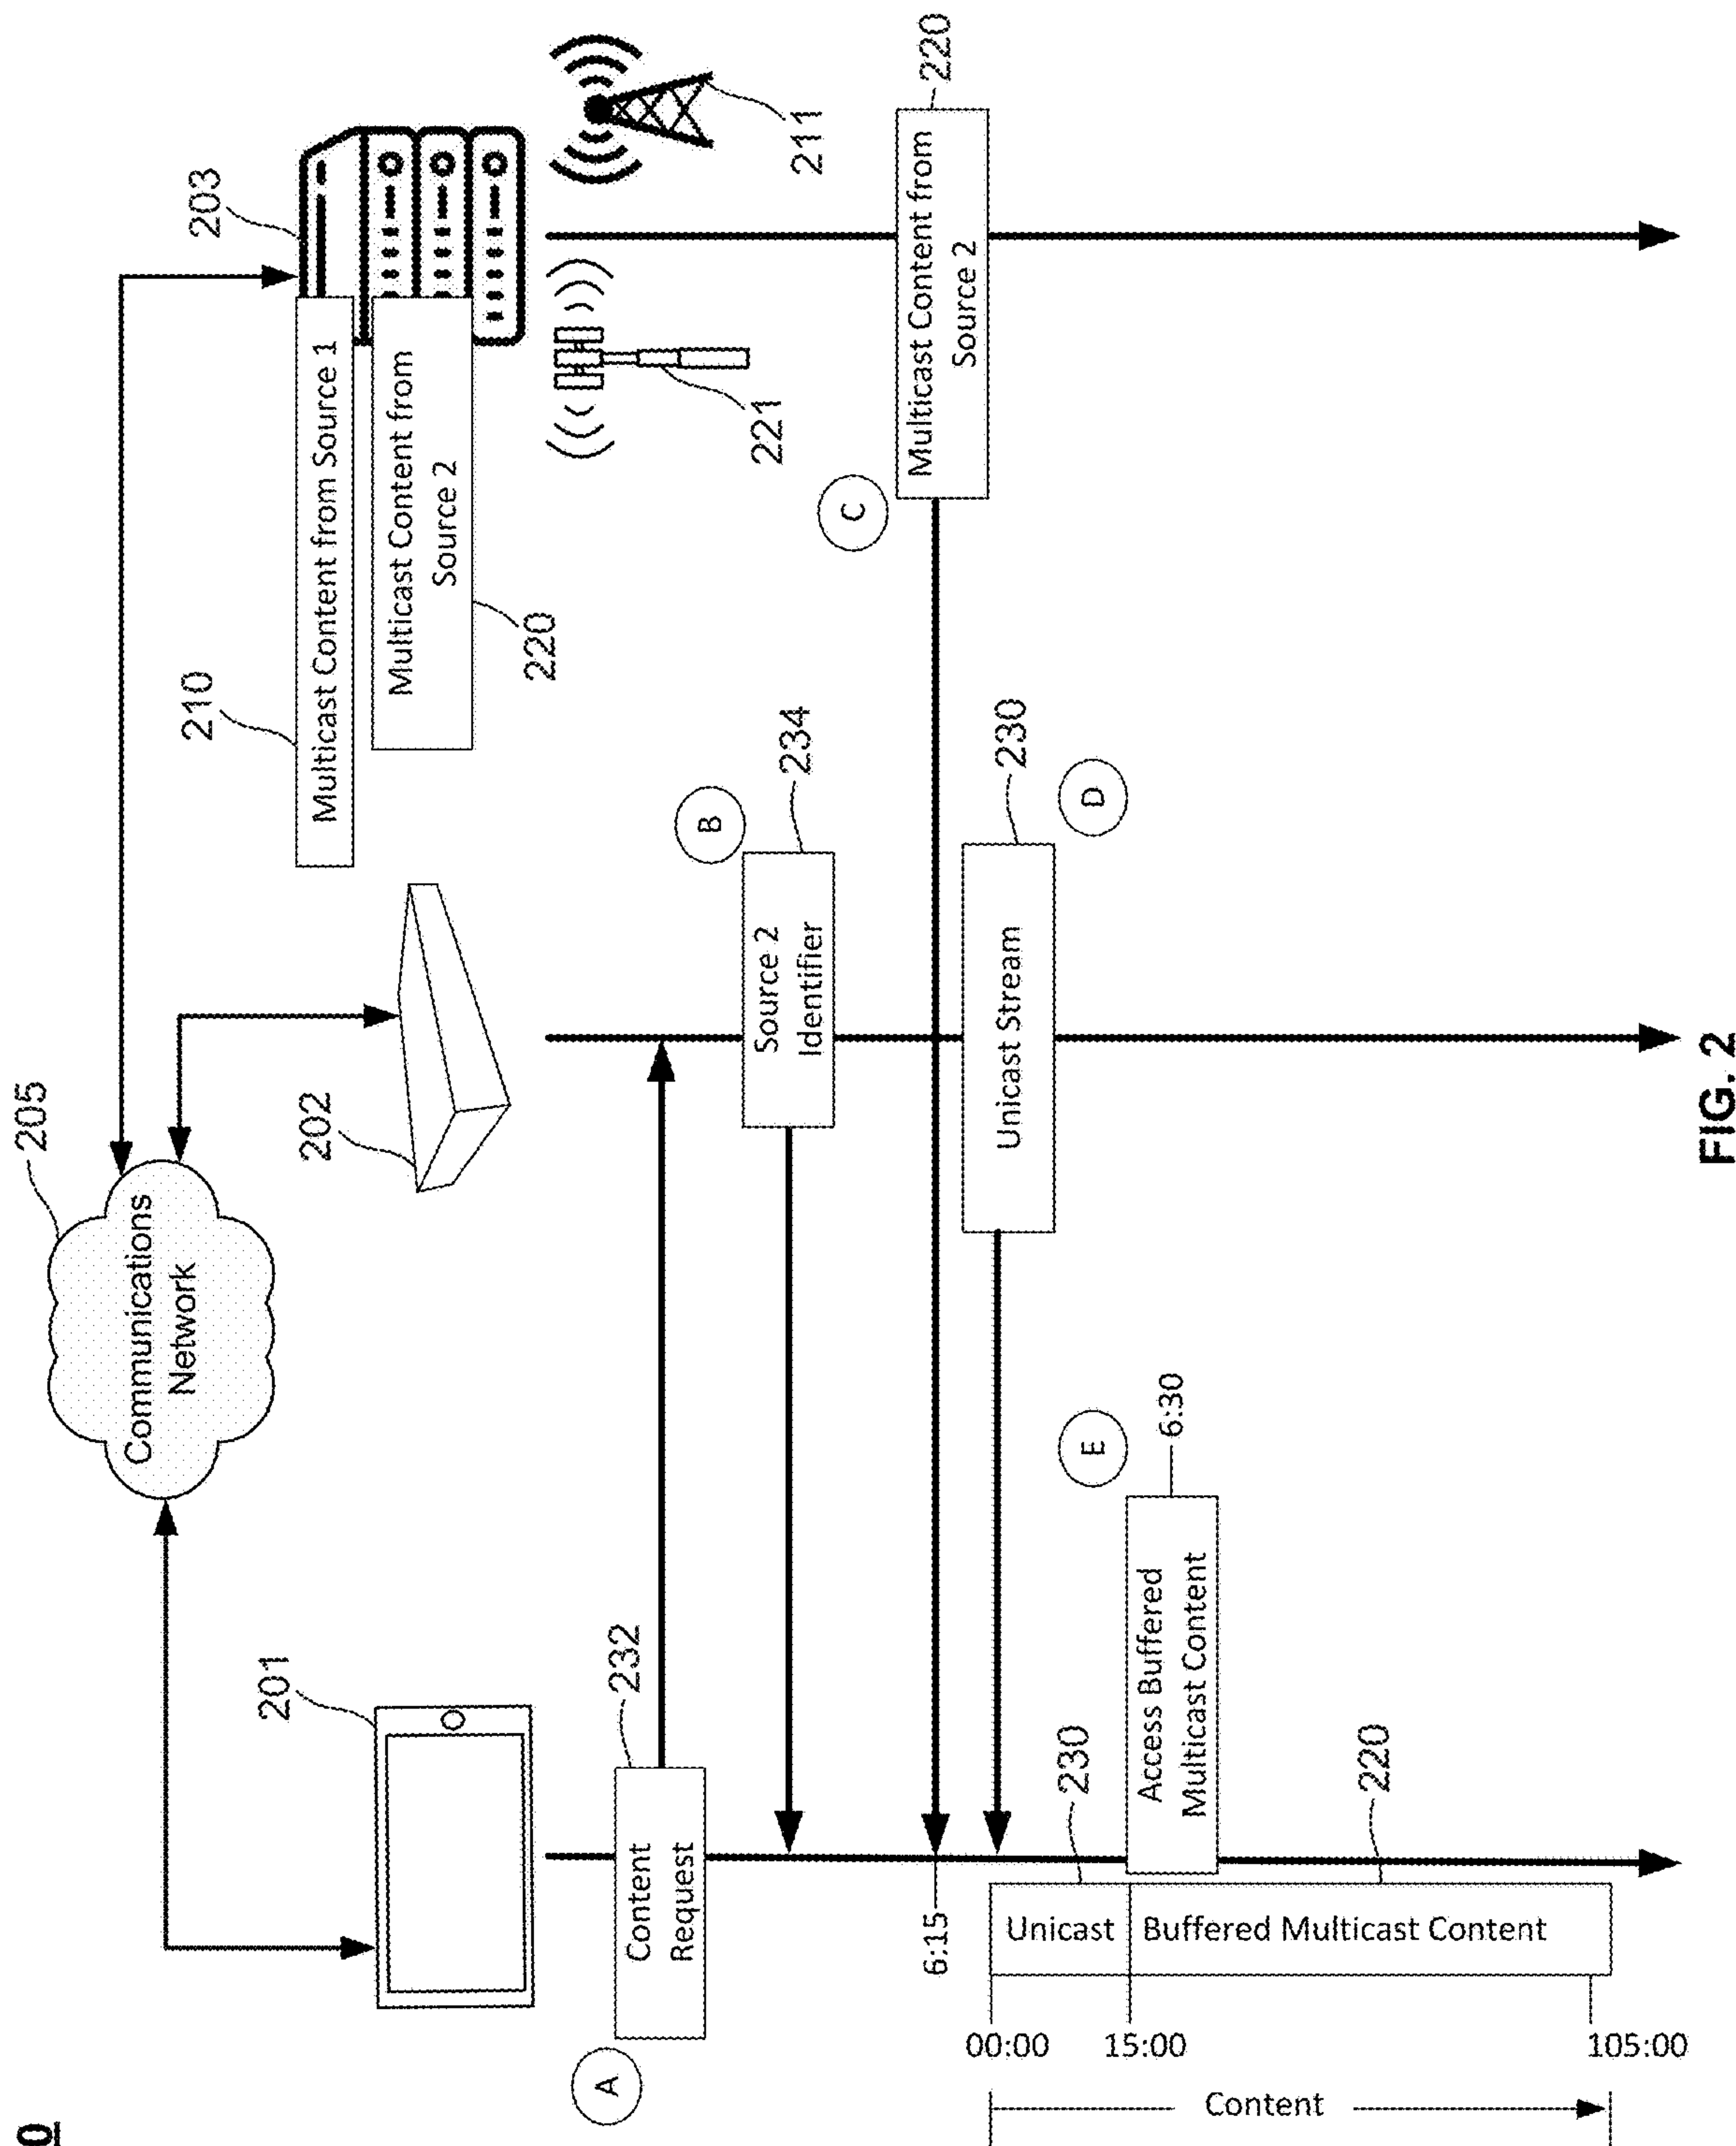 0
205
Communications
Network
201
202
203
210
Multicast Content from Source 1
Multicast Content from
Source 2
220
221
211
A
Content
Request
232
B
Source 2
Identifier
234
C
Multicast Content from
Source 2
220
6:15
Unicast Stream
230
D
E
Access Buffered
Multicast Content
6:30
Unicast
230
Buffered Multicast Content
220
00:00
15:00
105:00
Content
FIG. 2